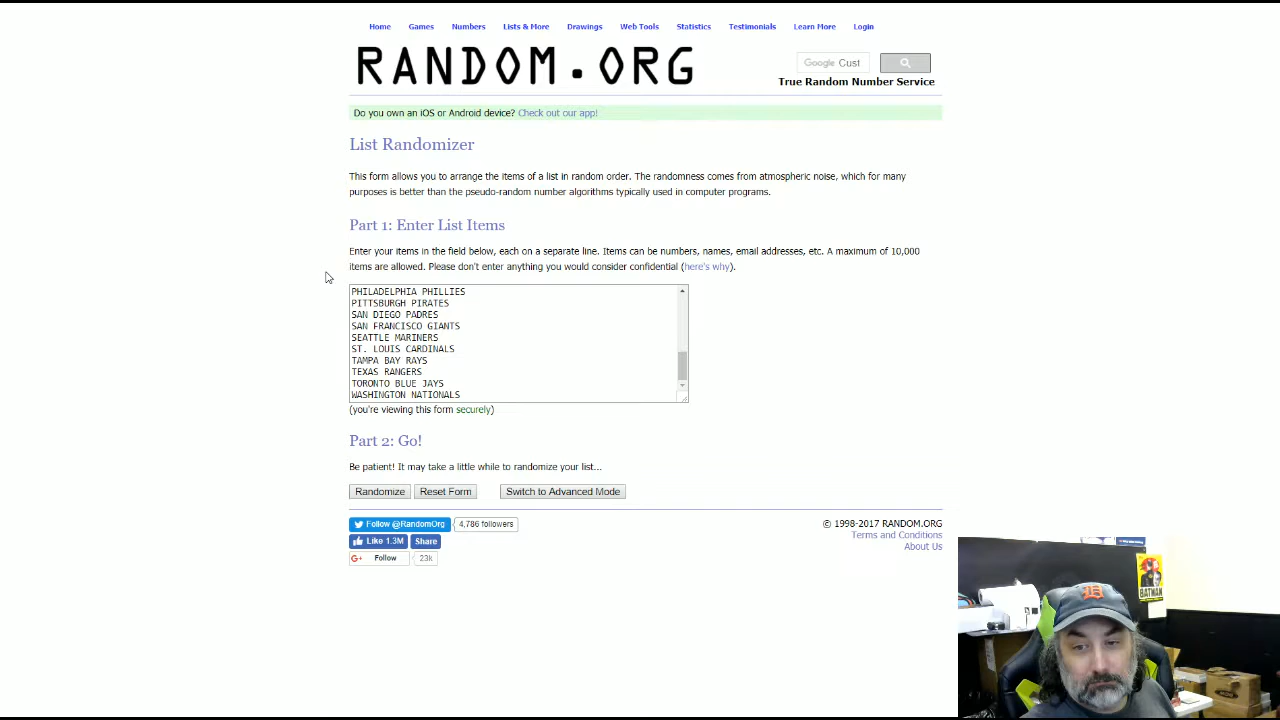 Home Games Numbers Lists & More Drawings Web Tools Statistics Testimonials Learn More Login
RANDOM.ORG
Google Cust
True Random Number Service
Do you own an iOS or Android device? Check out our app!
List Randomizer
This form allows you to arrange the items of a list in random order. The randomness comes from atmospheric noise, which for many
purposes is better than the pseudo-random number algorithms typically used in computer programs.
Part 1: Enter List Items
Enter your items in the field below, each on a separate line. Items can be numbers, names, email addresses, etc. A maximum of 10,000
items are allowed. Please don't enter anything you would consider confidential (here's why).
PHILADELPHIA PHILLIES
PITTSBURGH PIRATES
SAN DIEGO PADRES
SAN FRANCISCO GIANTS
SEATTLE MARINERS
ST. LOUIS CARDINALS
TAMPA BAY RAYS
TEXAS RANGERS
TORONTO BLUE JAYS
WASHINGTON NATIONALS
(you're viewing this form securely)
Part 2: Go!
Be patient! It may take a little while to randomize your list...
Randomize Reset Form Switch to Advanced Mode
Follow @RandomOrg 4,786 followers
Like 1.3M Share
Follow 23k
© 1998-2017 RANDOM.ORG
Terms and Conditions
About Us
BATMAN